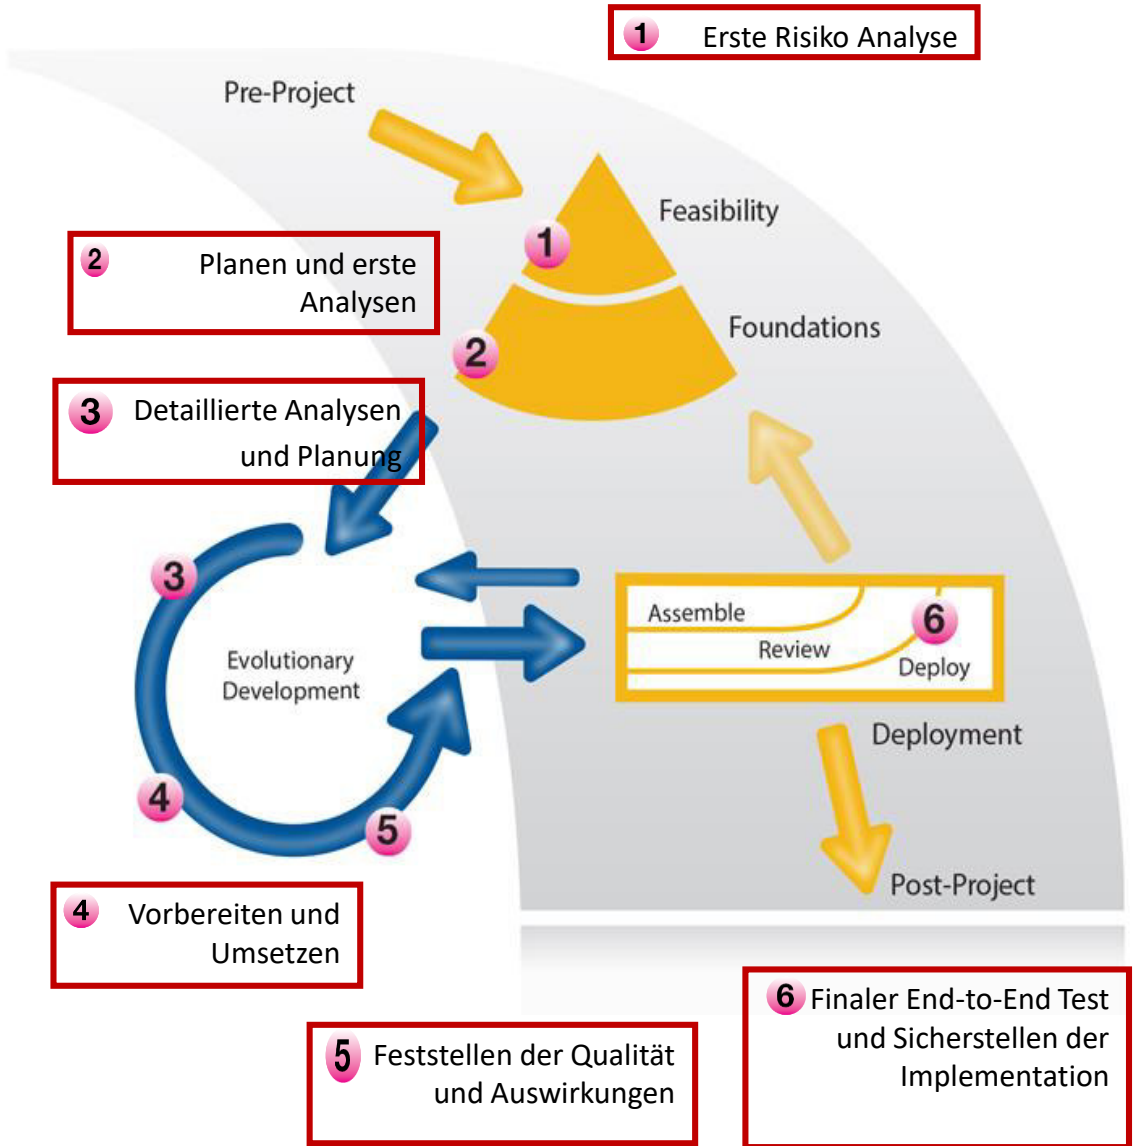 1 Erste Risiko Analyse
Pre-Project
Feasibility
1
2 Planen und erste
Analysen
Foundations
2
3 Detaillierte Analysen
und Planung
3
Assemble
6
Review
Evolutionary
Development
Deploy
Deployment
4
5
Post-Project
4 Vorbereiten und
Umsetzen
6 Finaler End-to-End Test
und Sicherstellen der
Implementation
5 Feststellen der Qualität
und Auswirkungen